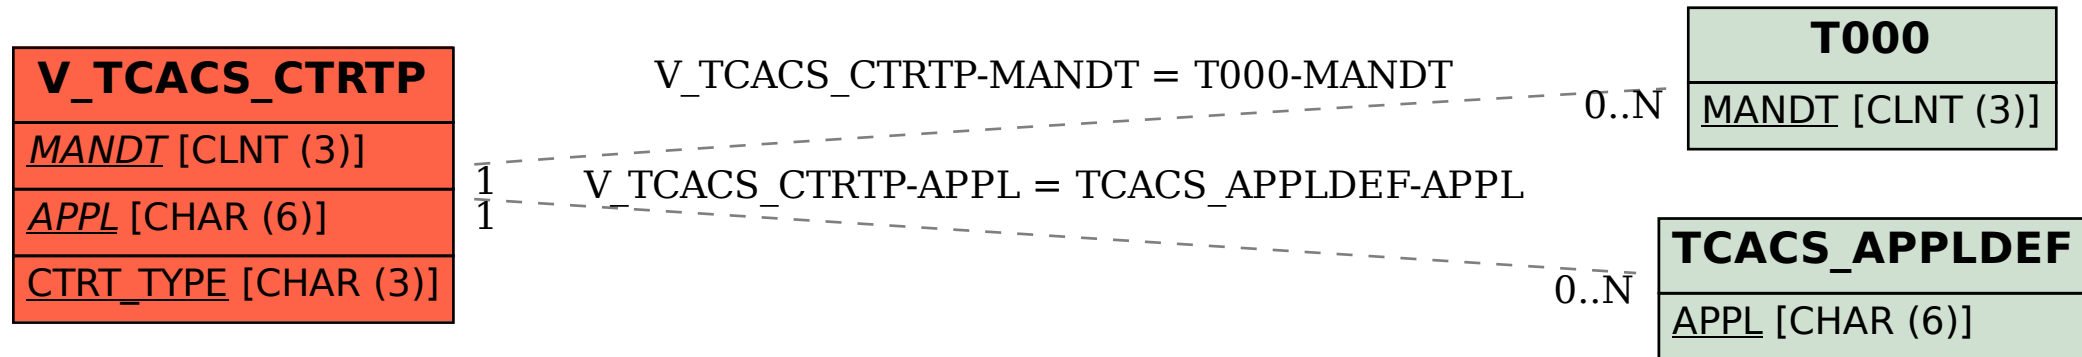 V_TCACS_CTRTP
MANDT [CLNT (3)]
APPL [CHAR (6)]
CTRT_TYPE [CHAR (3)]
V_TCACS_CTRTP-MANDT = T000-MANDT
1
0..N
V_TCACS_CTRTP-APPL = TCACS_APPLDEF-APPL
1
0..N
T000
MANDT [CLNT (3)]
TCACS_APPLDEF
APPL [CHAR (6)]